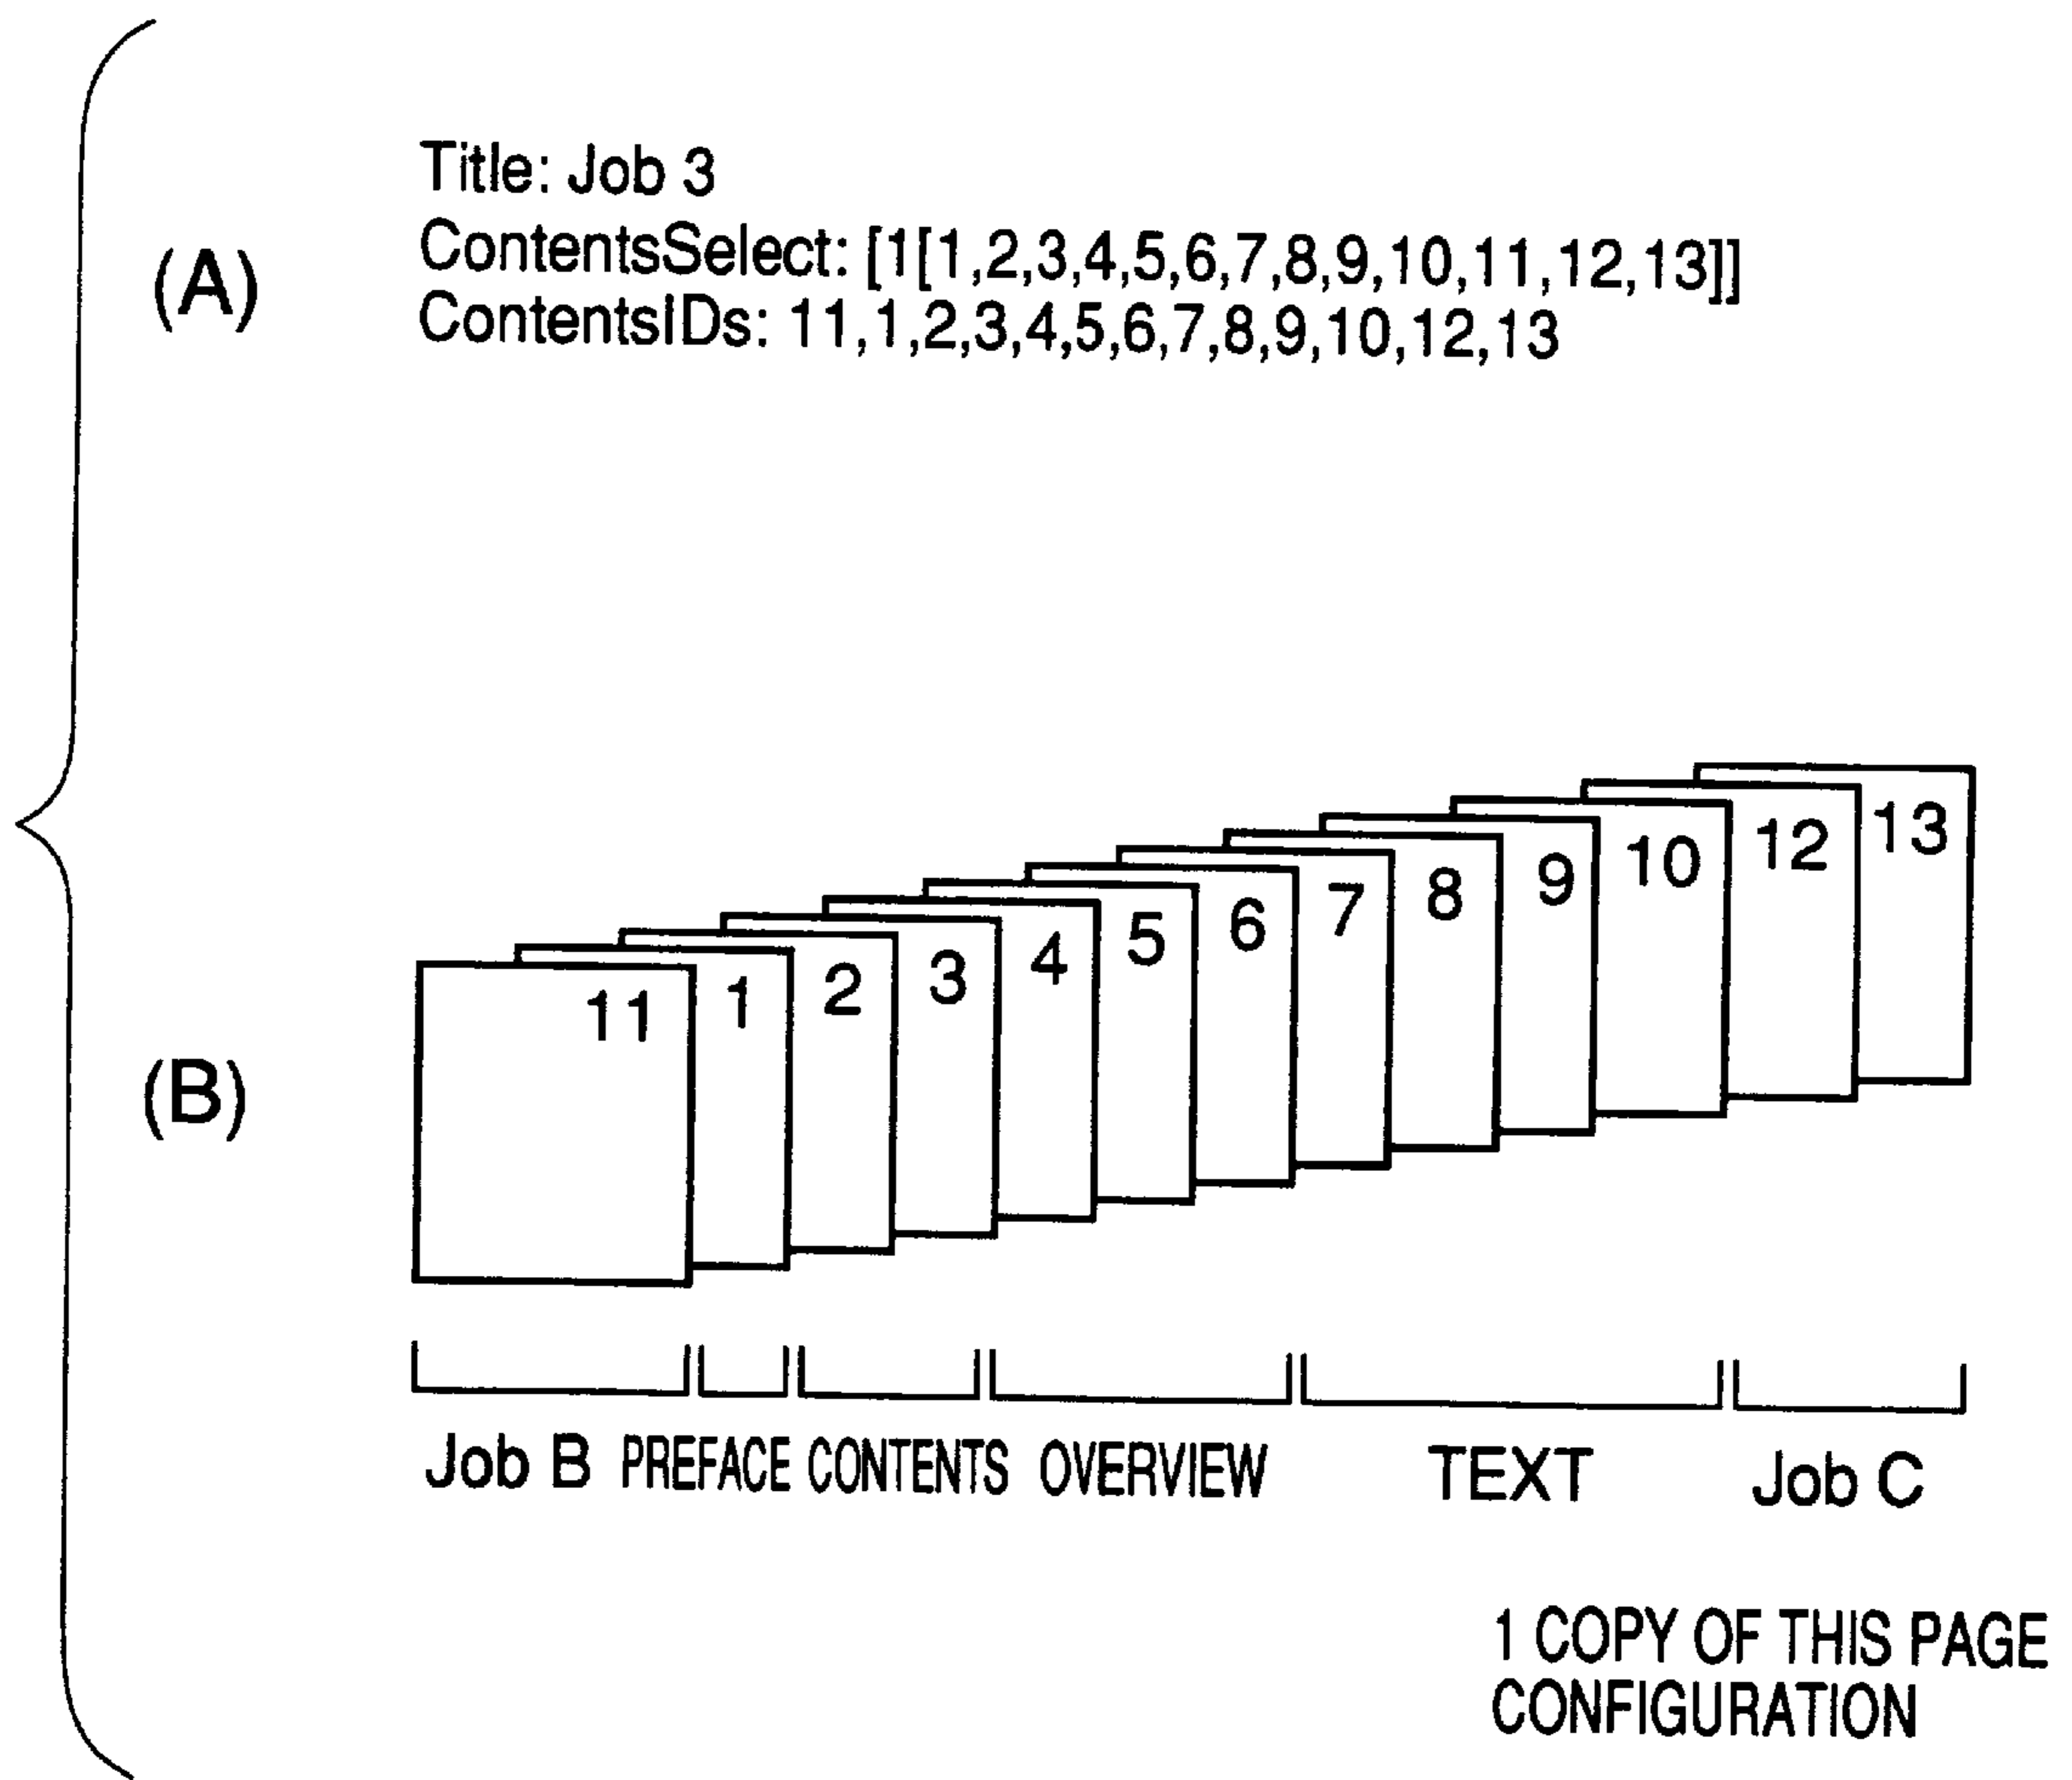 (A)
Title: Job 3
ContentsSelect: [1[1,2,3,4,5,6,7,8,9,10,11,12,13]]
ContentsIDs: 11,1,2,3,4,5,6,7,8,9,10,12,13
(B)
11 1 2 3 4 5 6 7 8 9 10 12 13
Job B PREFACE CONTENTS OVERVIEW TEXT Job C
1 COPY OF THIS PAGE
CONFIGURATION